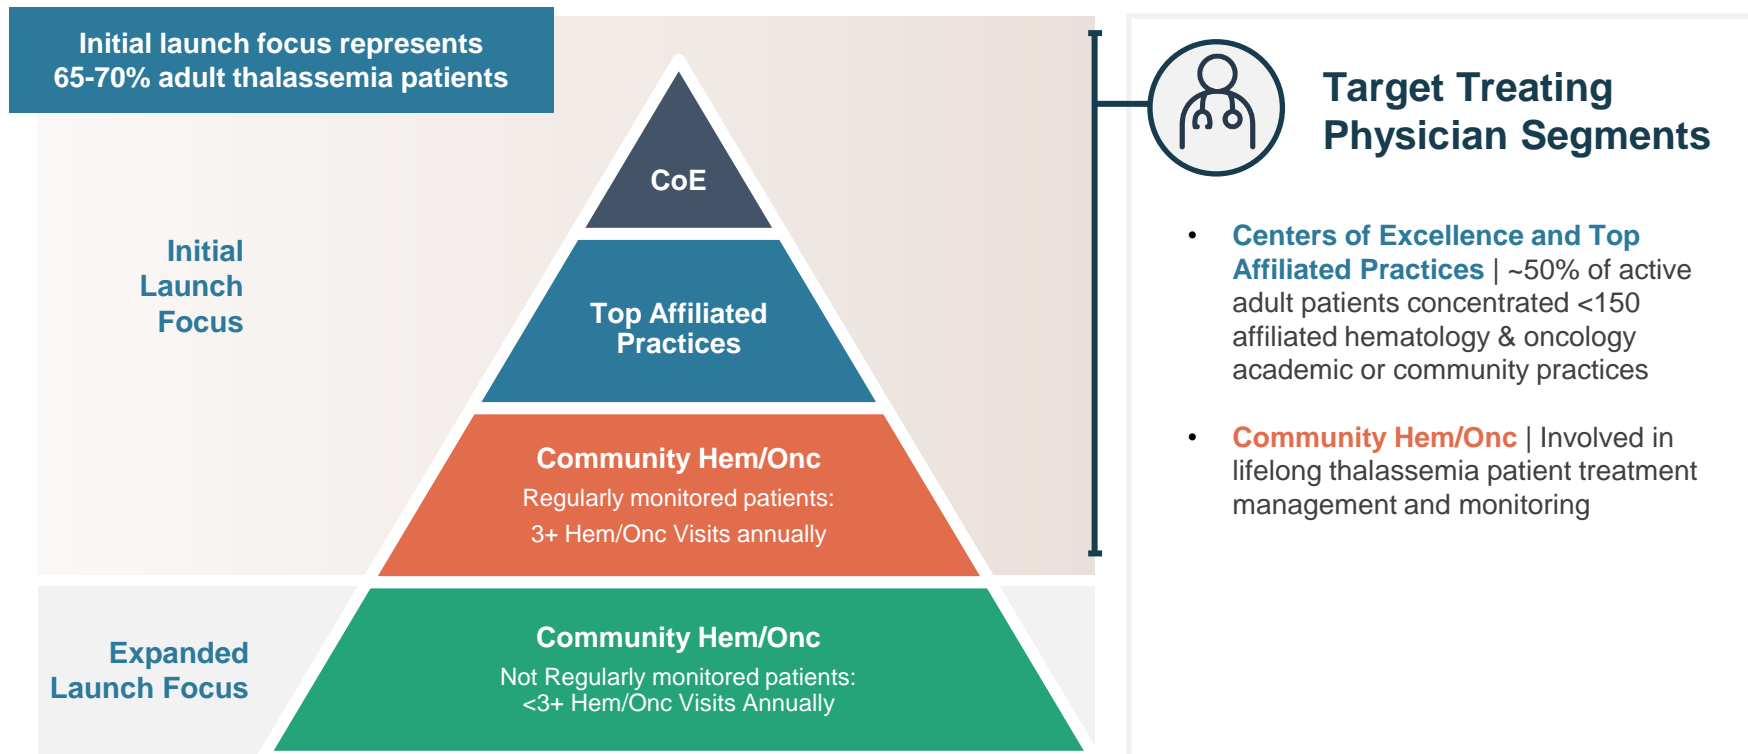 Initial launch focus represents
65-70% adult thalassemia patients
CoE
Top Affiliated
Practices
Initial
Launch
Focus
Community Hem/Onc
Regularly monitored patients:
3+ Hem/Onc Visits annually
Expanded
Launch Focus
Community Hem/Onc
Not Regularly monitored patients:
<3+ Hem/Onc Visits Annually
Target Treating
Physician Segments
• Centers of Excellence and Top
Affiliated Practices | ~50% of active
adult patients concentrated <150
affiliated hematology & oncology
academic or community practices
• Community Hem/Onc | Involved in
lifelong thalassemia patient treatment
management and monitoring